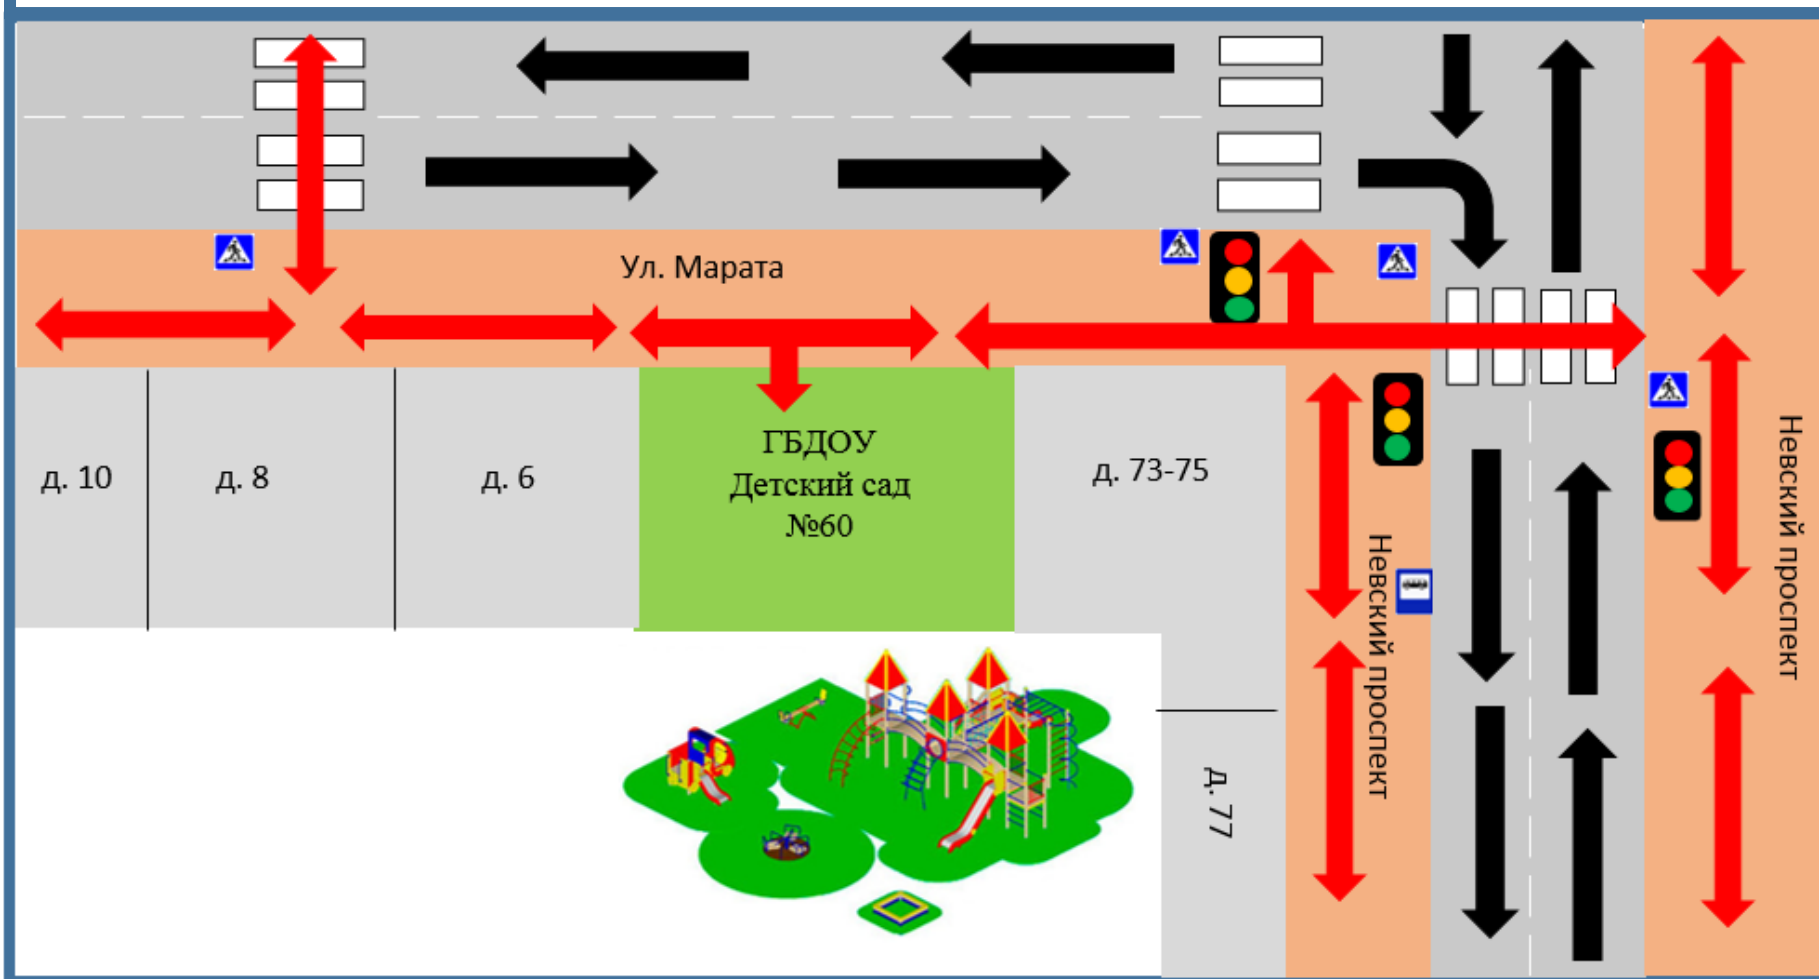 Ул. Марата
д. 10
д. 8
д. 6
ГБДОУ
Детский сад
№60
д. 73-75
Невский проспект
Невский проспект
д. 77